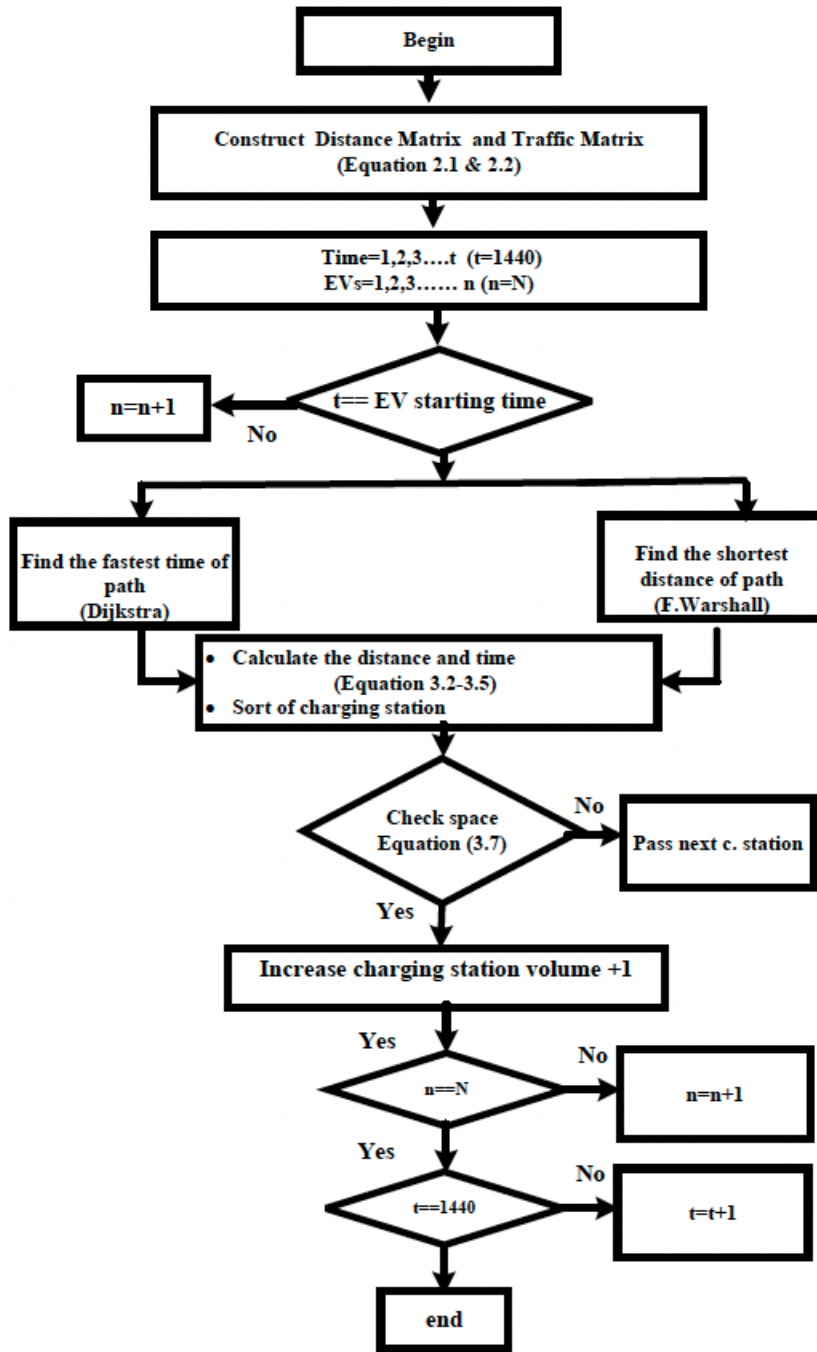 Begin
Construct Distance Matrix and Traffic Matrix
(Equation 2.1 & 2.2)
Time=1,2,3....t (t=1440)
EVs=1,2,3...... n (n=N)
t== EV starting time
n=n+1
No
Find the fastest time of
path
(Dijkstra)
Find the shortest
distance of path
(F.Warshall)
• Calculate the distance and time
(Equation 3.2-3.5)
• Sort of charging station
Check space
Equation (3.7)
No
Pass next c. station
Yes
Increase charging station volume +1
Yes
n==N
No
n=n+1
Yes
t==1440
No
t=t+1
end